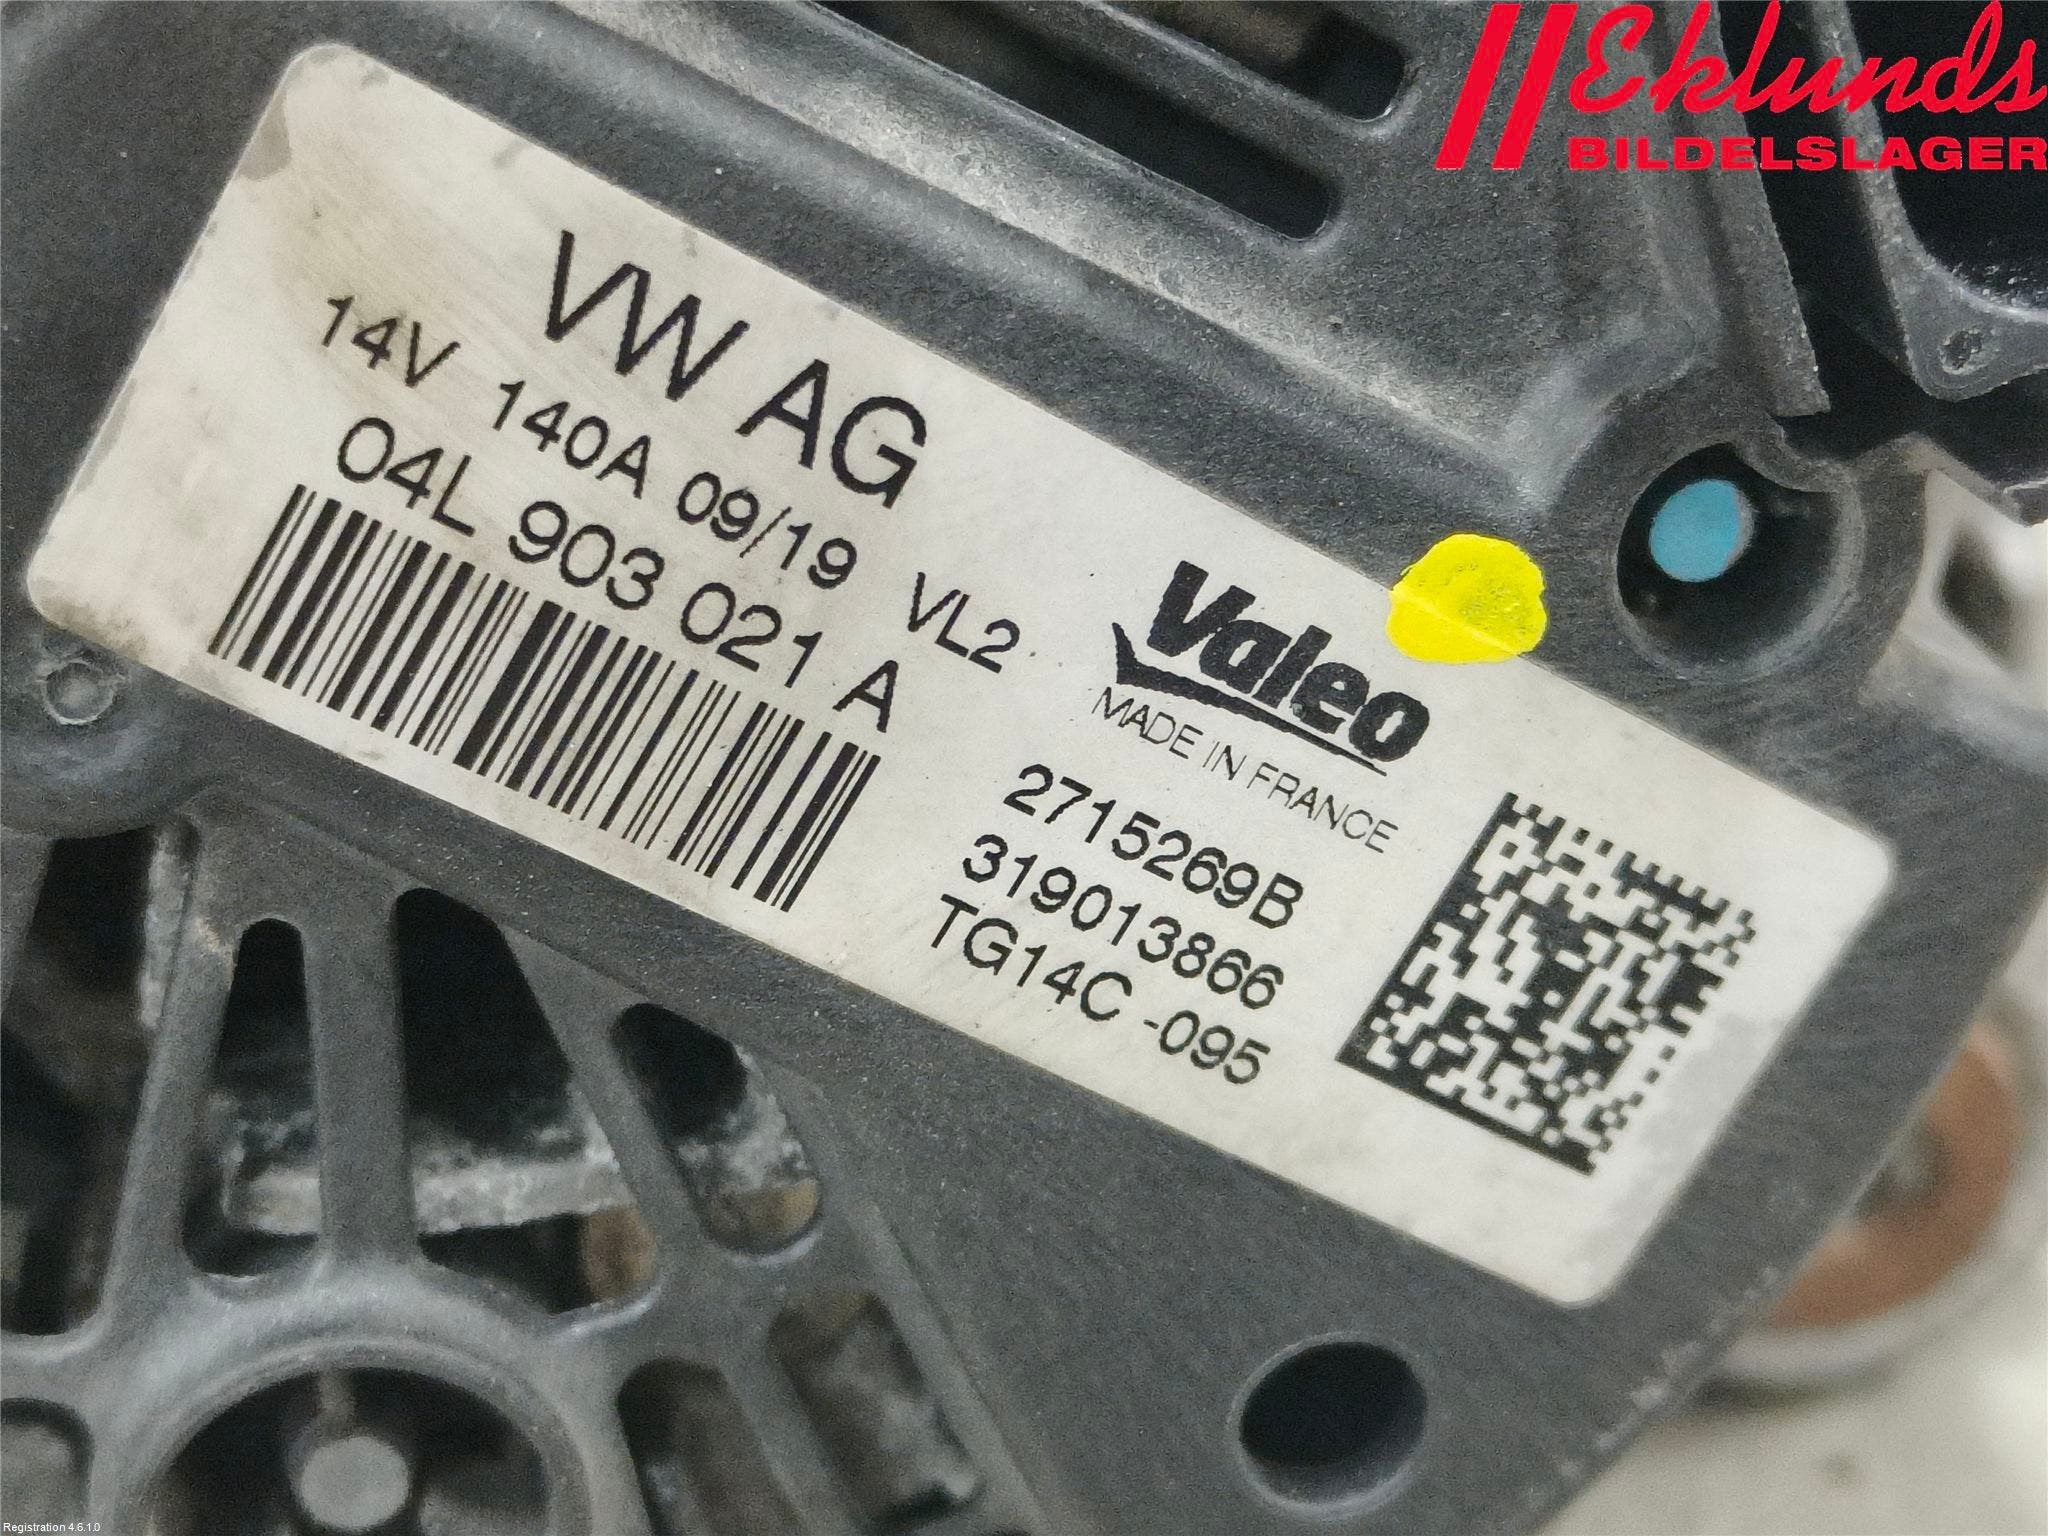 Eklunds
BILDELSLAGER
VW AG
14V 140A 09/19 VL2
04L 903 021 A
Valeo
MADE IN FRANCE
2715269B
319013866
TG14C -095
Registration 4.6.1.0